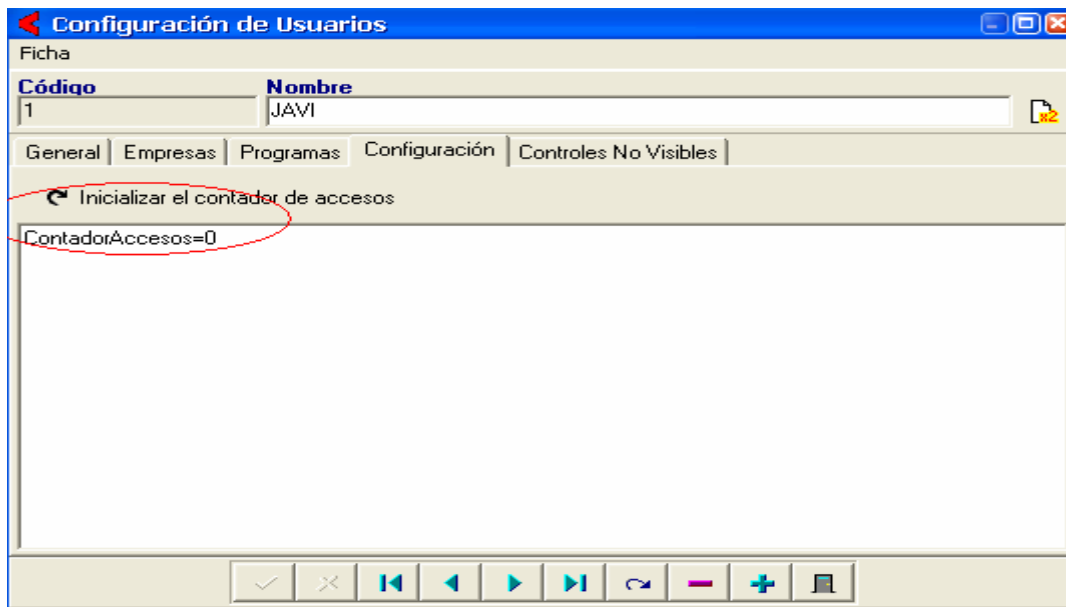 Configuración de Usuarios
Ficha
Código Nombre
1 JAVI
x2
General Empresas Programas Configuración Controles No Visibles
Inicializar el contador de accesos
ContadorAccesos=0